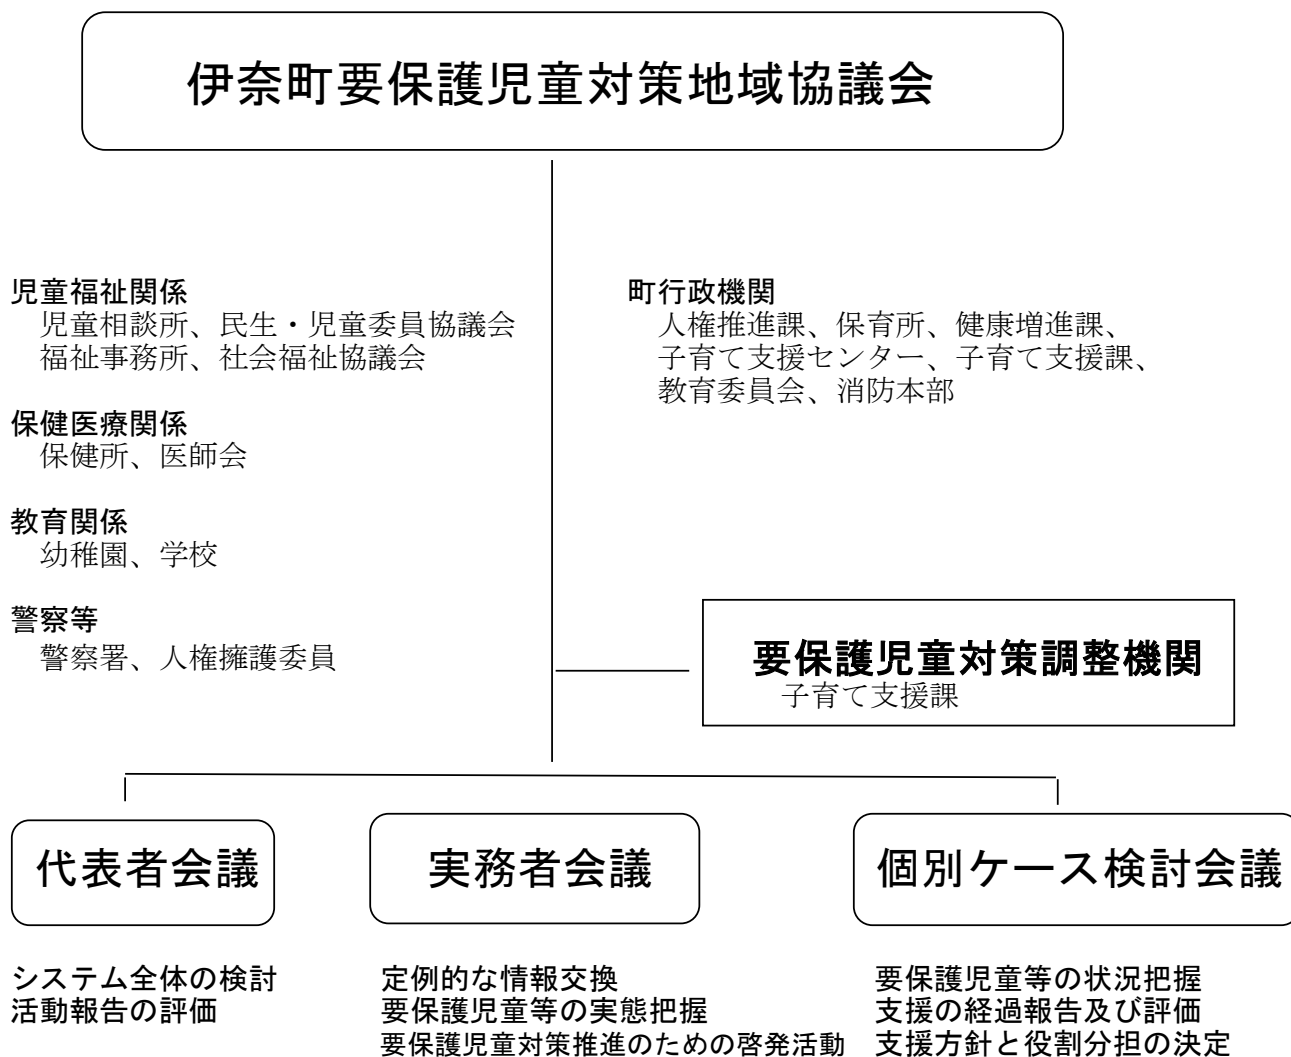 伊奈町要保護児童対策地域協議会
児童福祉関係
児童相談所、民生・児童委員協議会
福祉事務所、社会福祉協議会
保健医療関係
保健所、医師会
教育関係
幼稚園、学校
警察等
警察署、人権擁護委員
町行政機関
人権推進課、保育所、健康増進課、
子育て支援センター、子育て支援課、
教育委員会、消防本部
要保護児童対策調整機関
子育て支援課
代表者会議
システム全体の検討
活動報告の評価
実務者会議
定例的な情報交換
要保護児童等の実態把握
要保護児童対策推進のための啓発活動
個別ケース検討会議
要保護児童等の状況把握
支援の経過報告及び評価
支援方針と役割分担の決定